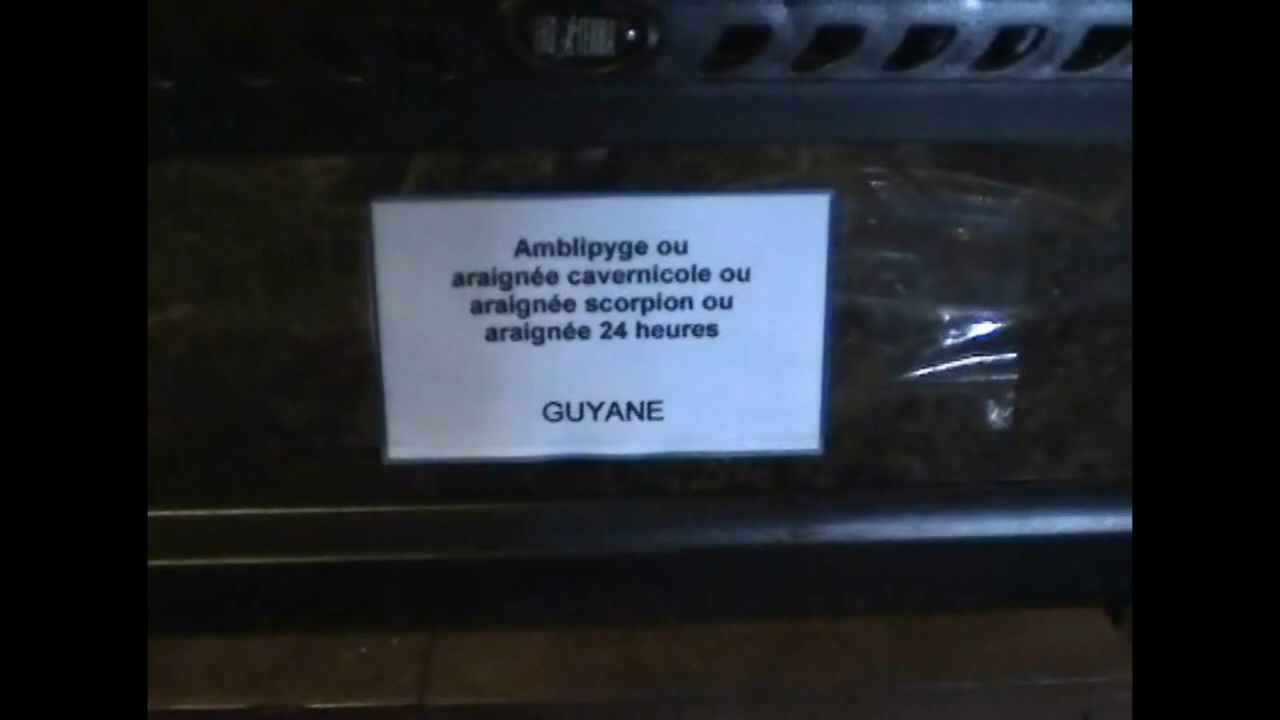 Amblipyge ou
araignée cavernicole ou
araignée scorpion ou
araignée 24 heures
GUYANE